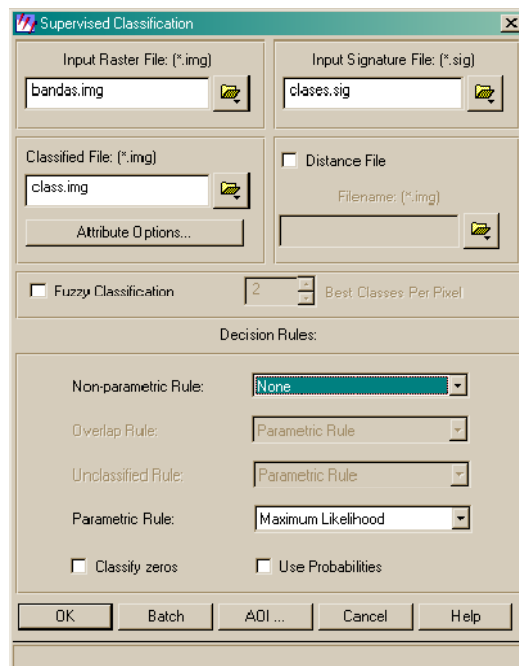 Supervised Classification
Input Raster File: (*.img)
Input Signature File: (*.sig)
bandas.img
clases.sig
Classified File: (*.img)
Distance File
class.img
Filename: (*.img)
Attribute Options...
Fuzzy Classification
2
Best Classes Per Pixel
Decision Rules:
Non-parametric Rule:
None
Overlap Rule:
Parametric Rule
Unclassified Rule:
Parametric Rule
Parametric Rule:
Maximum Likelihood
Classify zeros
Use Probabilities
OK
Batch
AOI ...
Cancel
Help